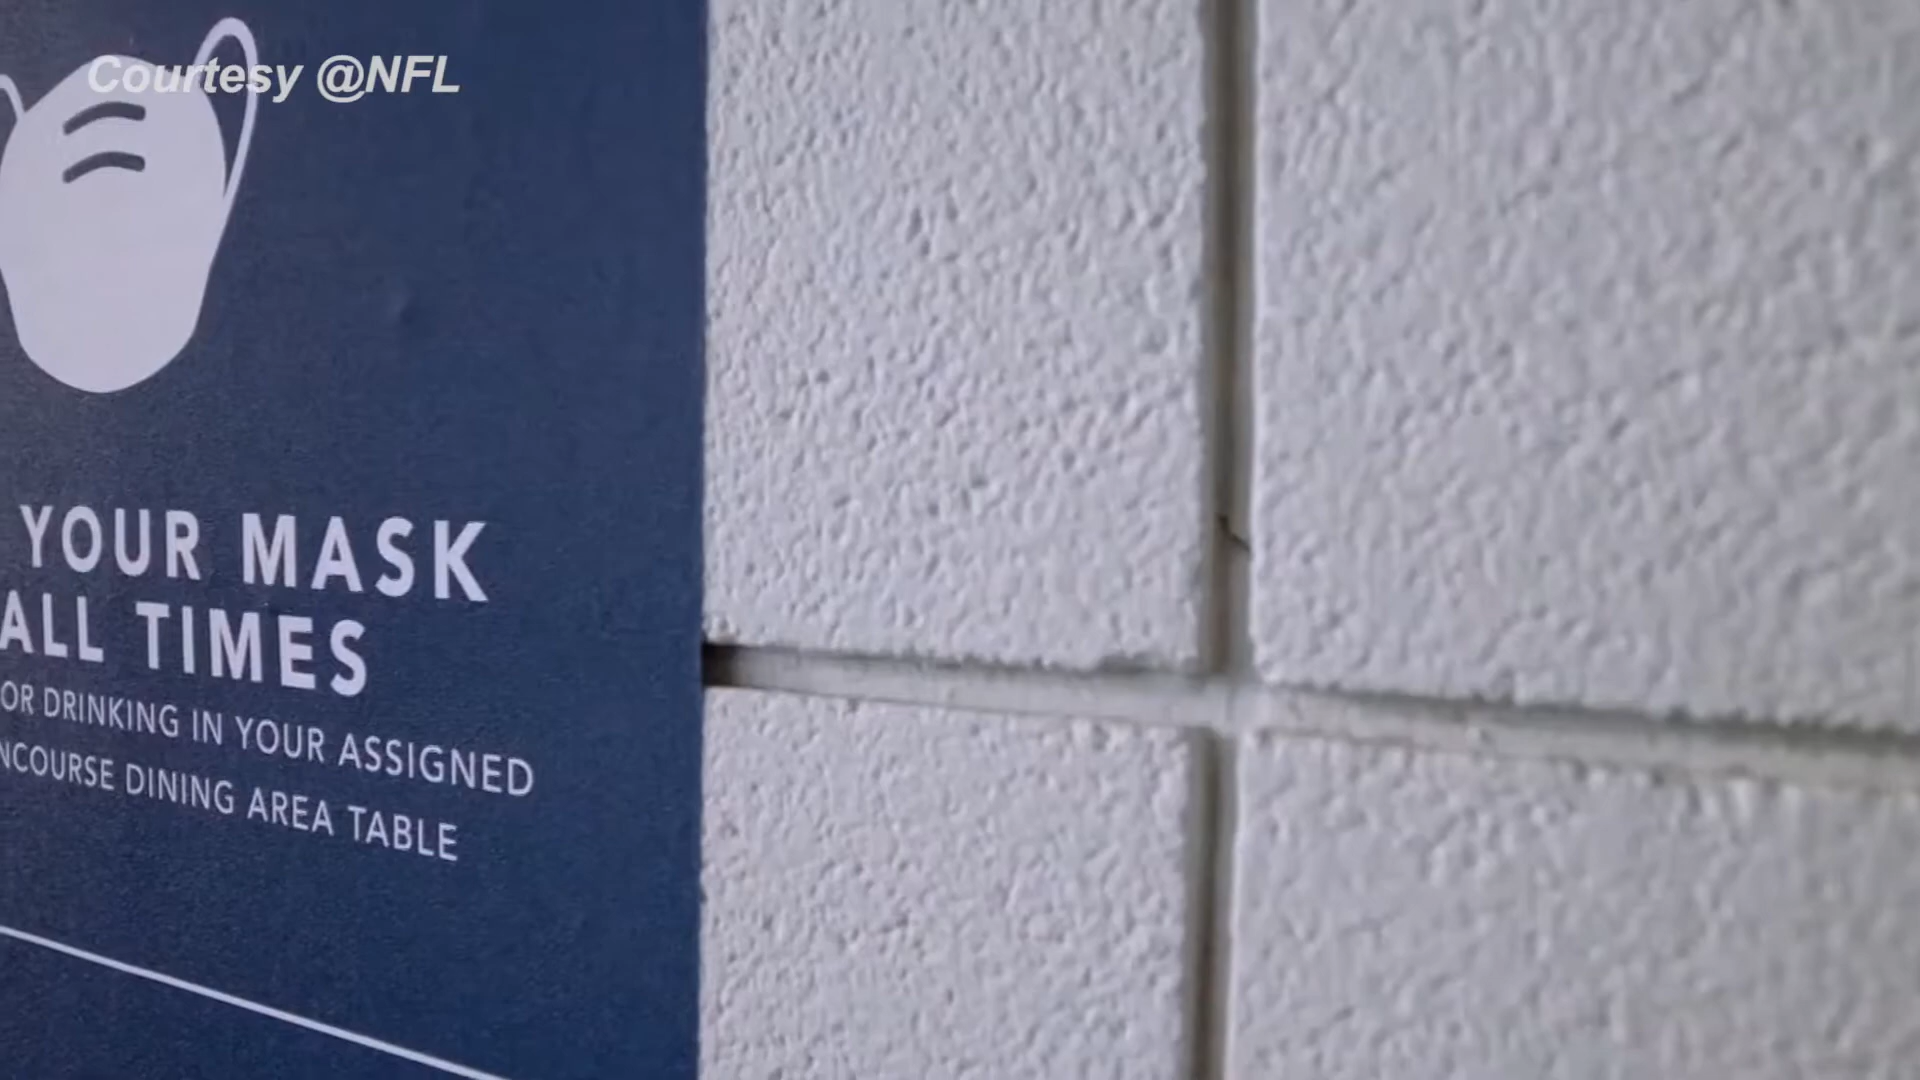 Courtesy @NFL
YOUR MASK
ALL TIMES
OR DRINKING IN YOUR ASSIGNED
NCOURSE DINING AREA TABLE